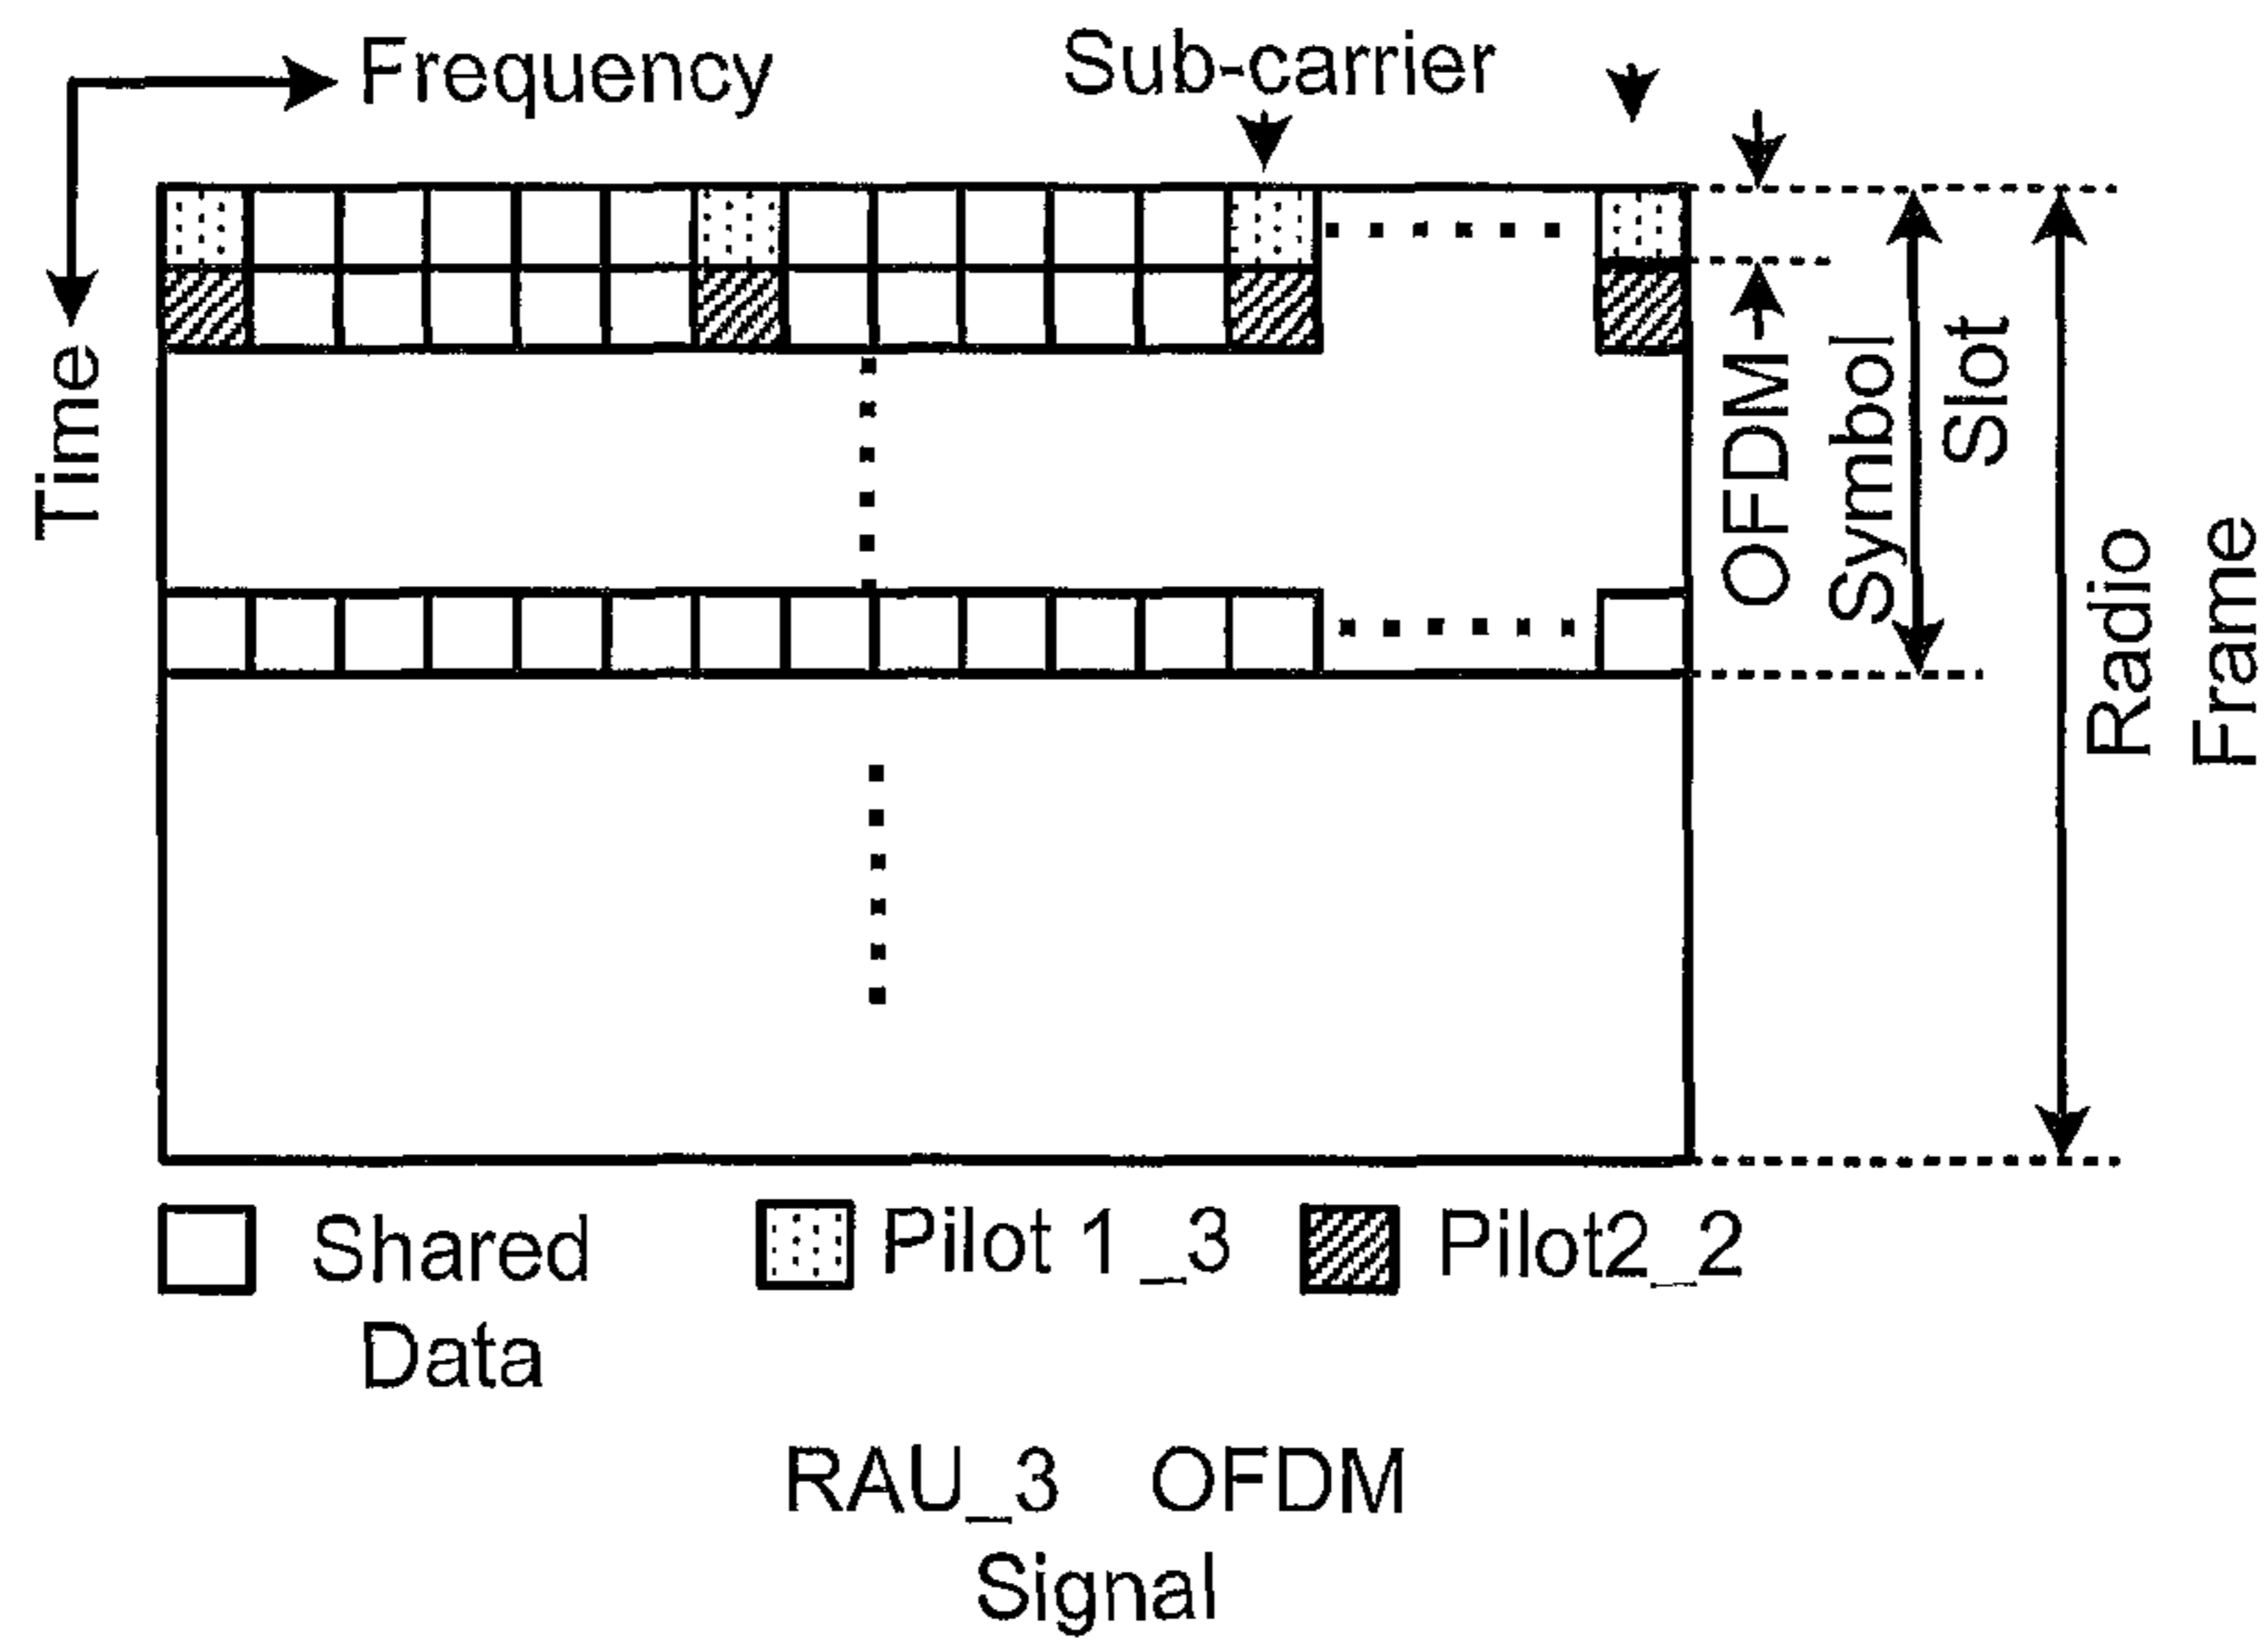 Frequency
Sub-carrier
Time
OFDM
Symbol
Slot
Radio
Frame
Shared
Data
Pilot 1_3
Pilot2_2
RAU_3 OFDM
Signal